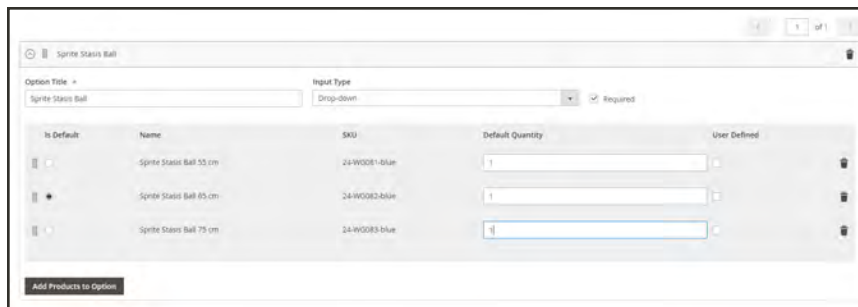 1 of 1
Sprite Stasis Ball
Option Title *
Input Type
Sprite Stasis Ball
Drop-down
Required
Is Default Name SKU Default Quantity User Defined
Sprite Stasis Ball 55 cm 24-WG081-blue 1
Sprite Stasis Ball 65 cm 24-WG082-blue 1
Sprite Stasis Ball 75 cm 24-WG083-blue 1
Add Products to Option